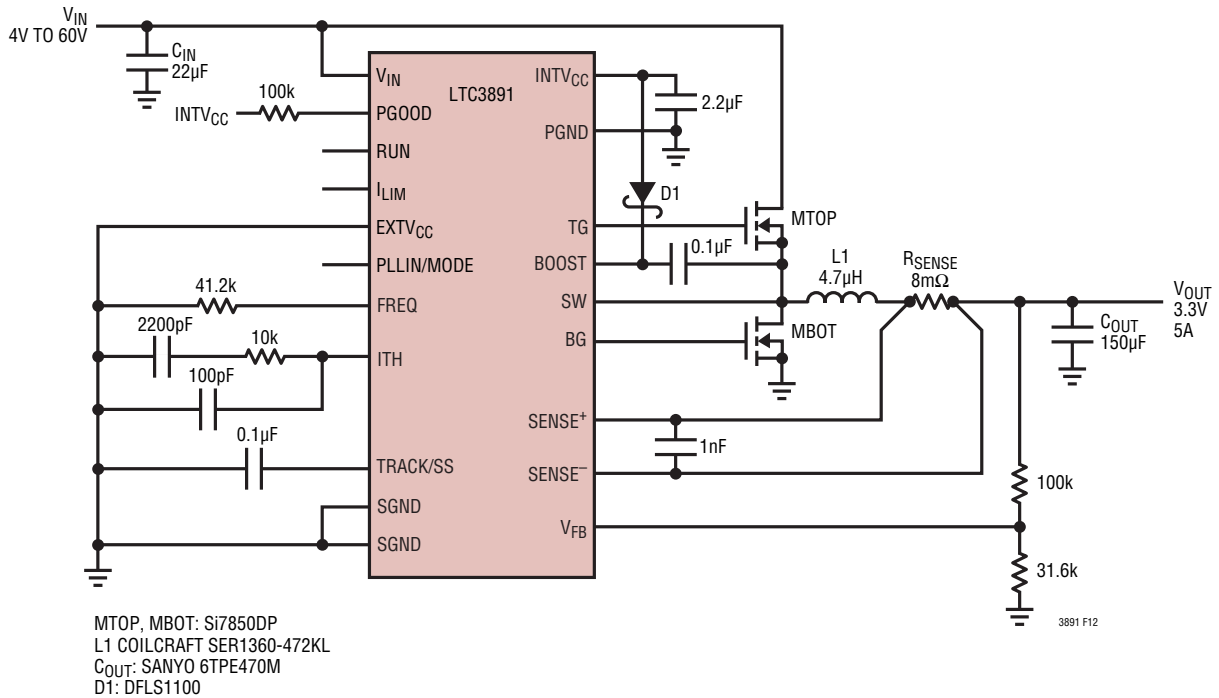 VIN
4V TO 60V
CIN
22µF
100k
INTVCC
VIN
PGOOD
RUN
ILIM
EXTVCC
PLLIN/MODE
FREQ
ITH
TRACK/SS
SGND
SGND
LTC3891
INTVCC
PGND
TG
BOOST
SW
BG
SENSE+
SENSE–
VFB
41.2k
2200pF
10k
100pF
0.1µF
2.2µF
D1
MTOP
0.1µF
L1
4.7µH
RSENSE
8mΩ
MBOT
VOUT
3.3V
5A
COUT
150µF
1nF
100k
31.6k
3891 F12
MTOP, MBOT: Si7850DP
L1 COILCRAFT SER1360-472KL
COUT: SANYO 6TPE470M
D1: DFLS1100